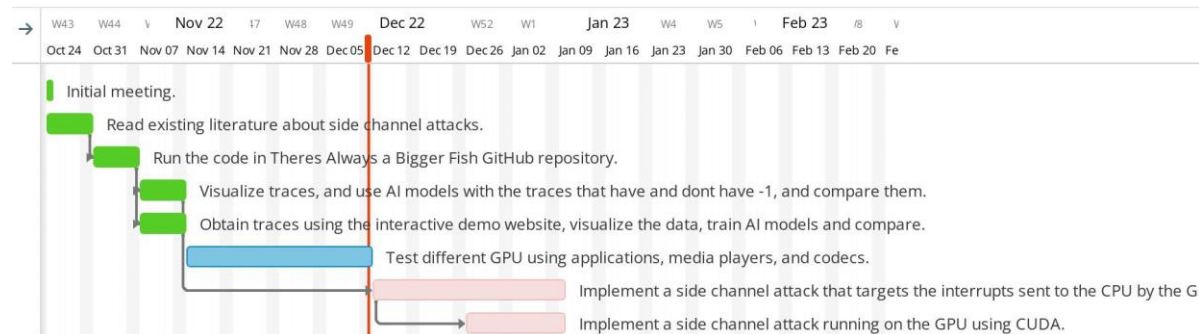 W43 W44 Nov 22 W48 W49 Dec 22 W52 W1 Jan 23 W4 W5 Feb 23
Oct 24 Oct 31 Nov 07 Nov 14 Nov 21 Nov 28 Dec 05 Dec 12 Dec 19 Dec 26 Jan 02 Jan 09 Jan 16 Jan 23 Jan 30 Feb 06 Feb 13 Feb 20 Fe
Initial meeting.
Read existing literature about side channel attacks.
Run the code in Theres Always a Bigger Fish GitHub repository.
Visualize traces, and use AI models with the traces that have and dont have -1, and compare them.
Obtain traces using the interactive demo website, visualize the data, train AI models and compare.
Test different GPU using applications, media players, and codecs.
Implement a side channel attack that targets the interrupts sent to the CPU by the G
Implement a side channel attack running on the GPU using CUDA.